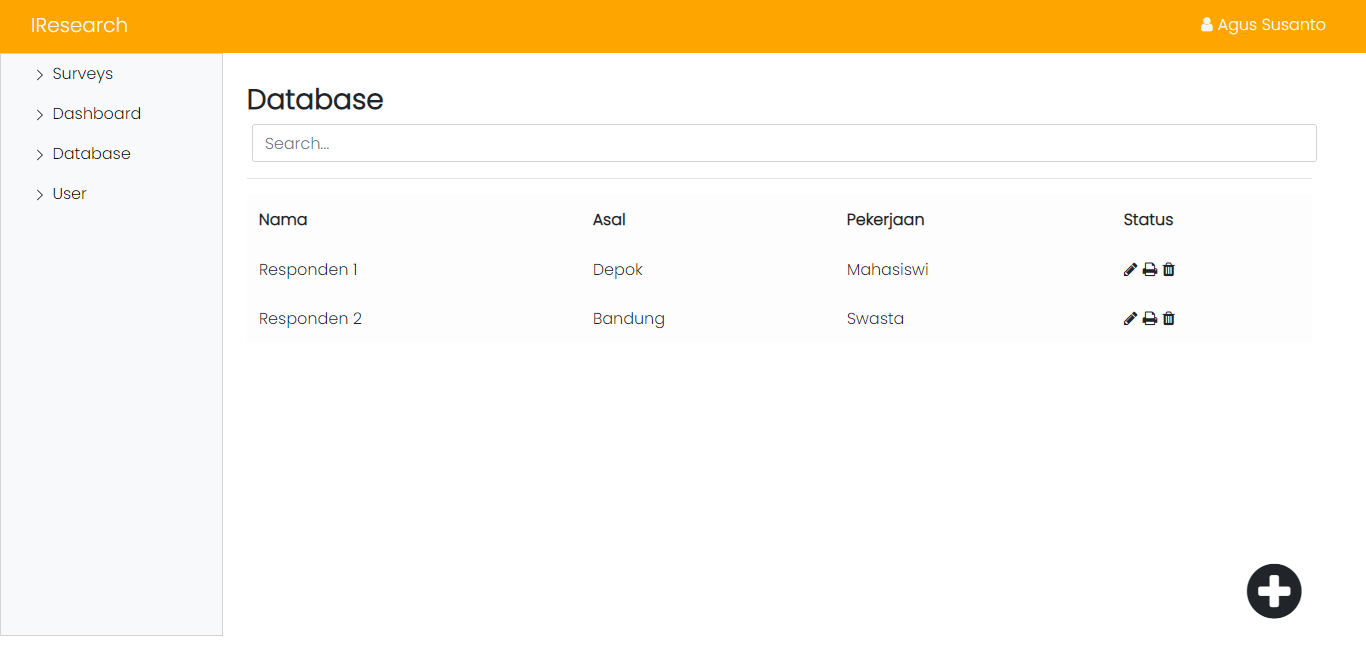 IResearch
Agus Susanto
Surveys
Dashboard
Database
User
Database
Search...
Nama Asal Pekerjaan Status
Responden 1 Depok Mahasiswi
Responden 2 Bandung Swasta